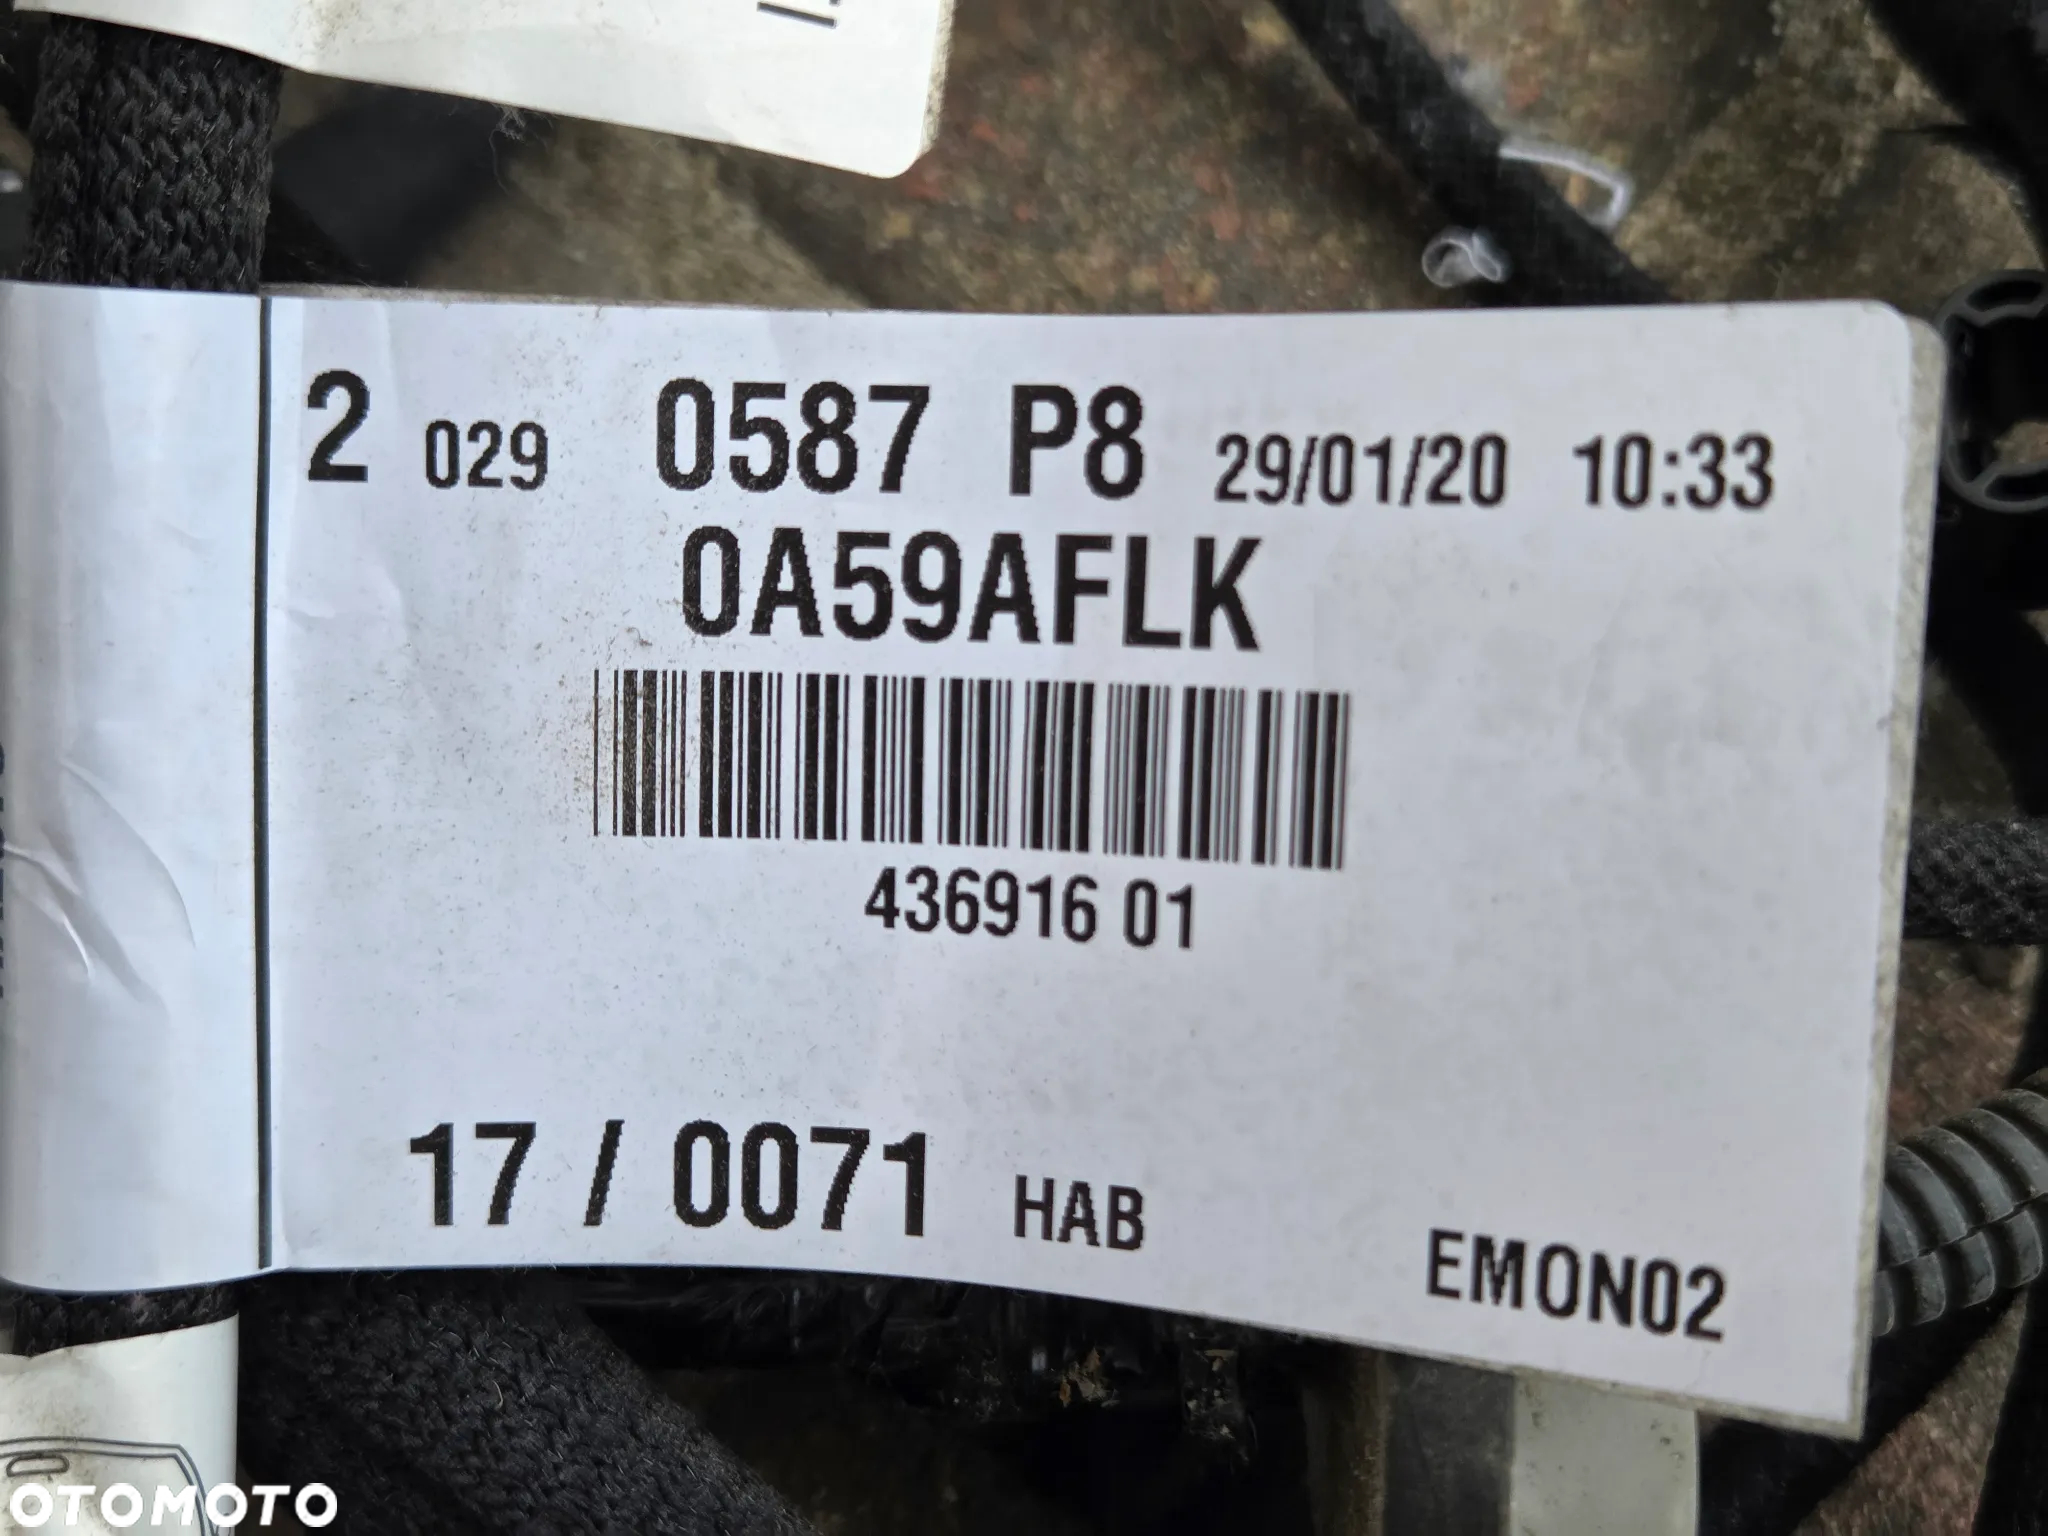 2 029 0587 P8 29/01/20 10:33
0A59AFLK
436916 01
17 / 0071 HAB
EMON02
OTOMOTO